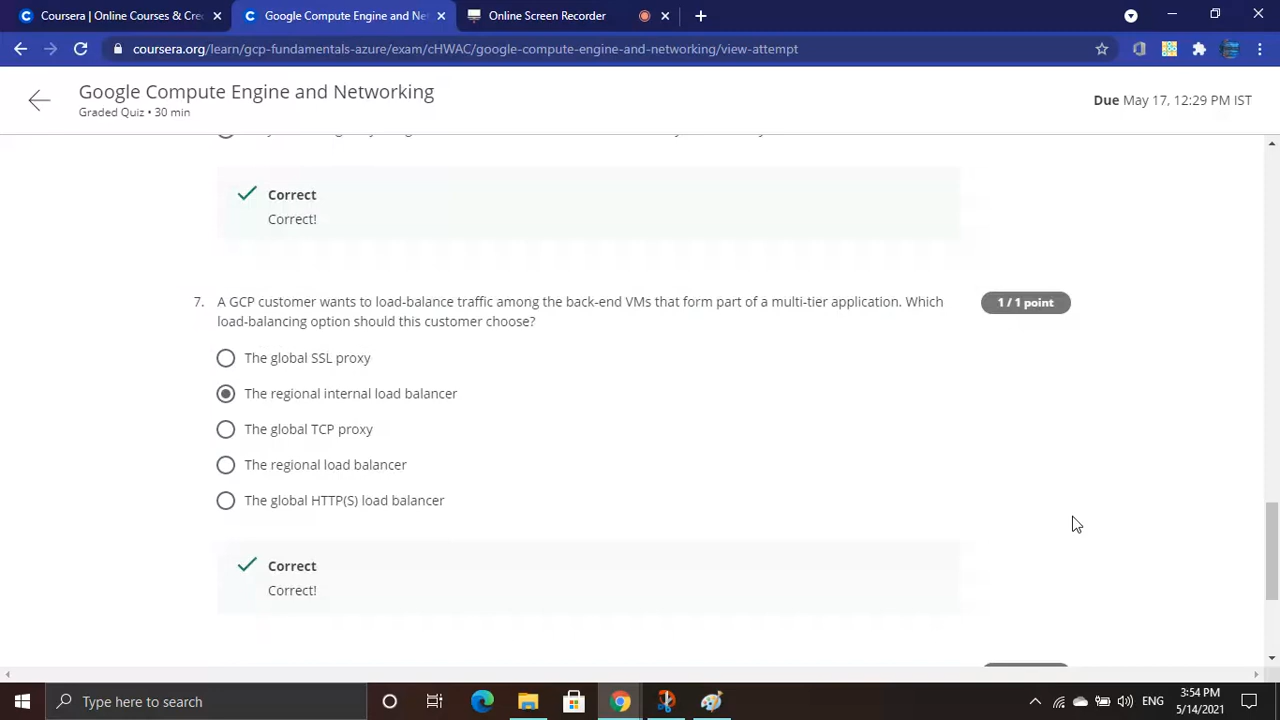 Coursera | Online Courses & Cre
Google Compute Engine and Ne
Online Screen Recorder
coursera.org/learn/gcp-fundamentals-azure/exam/cHWAC/google-compute-engine-and-networking/view-attempt
Google Compute Engine and Networking
Graded Quiz • 30 min
Due May 17, 12:29 PM IST
Correct
Correct!
7. A GCP customer wants to load-balance traffic among the back-end VMs that form part of a multi-tier application. Which
load-balancing option should this customer choose?
1 / 1 point
The global SSL proxy
The regional internal load balancer
The global TCP proxy
The regional load balancer
The global HTTP(S) load balancer
Correct
Correct!
Type here to search
ENG
3:54 PM
5/14/2021